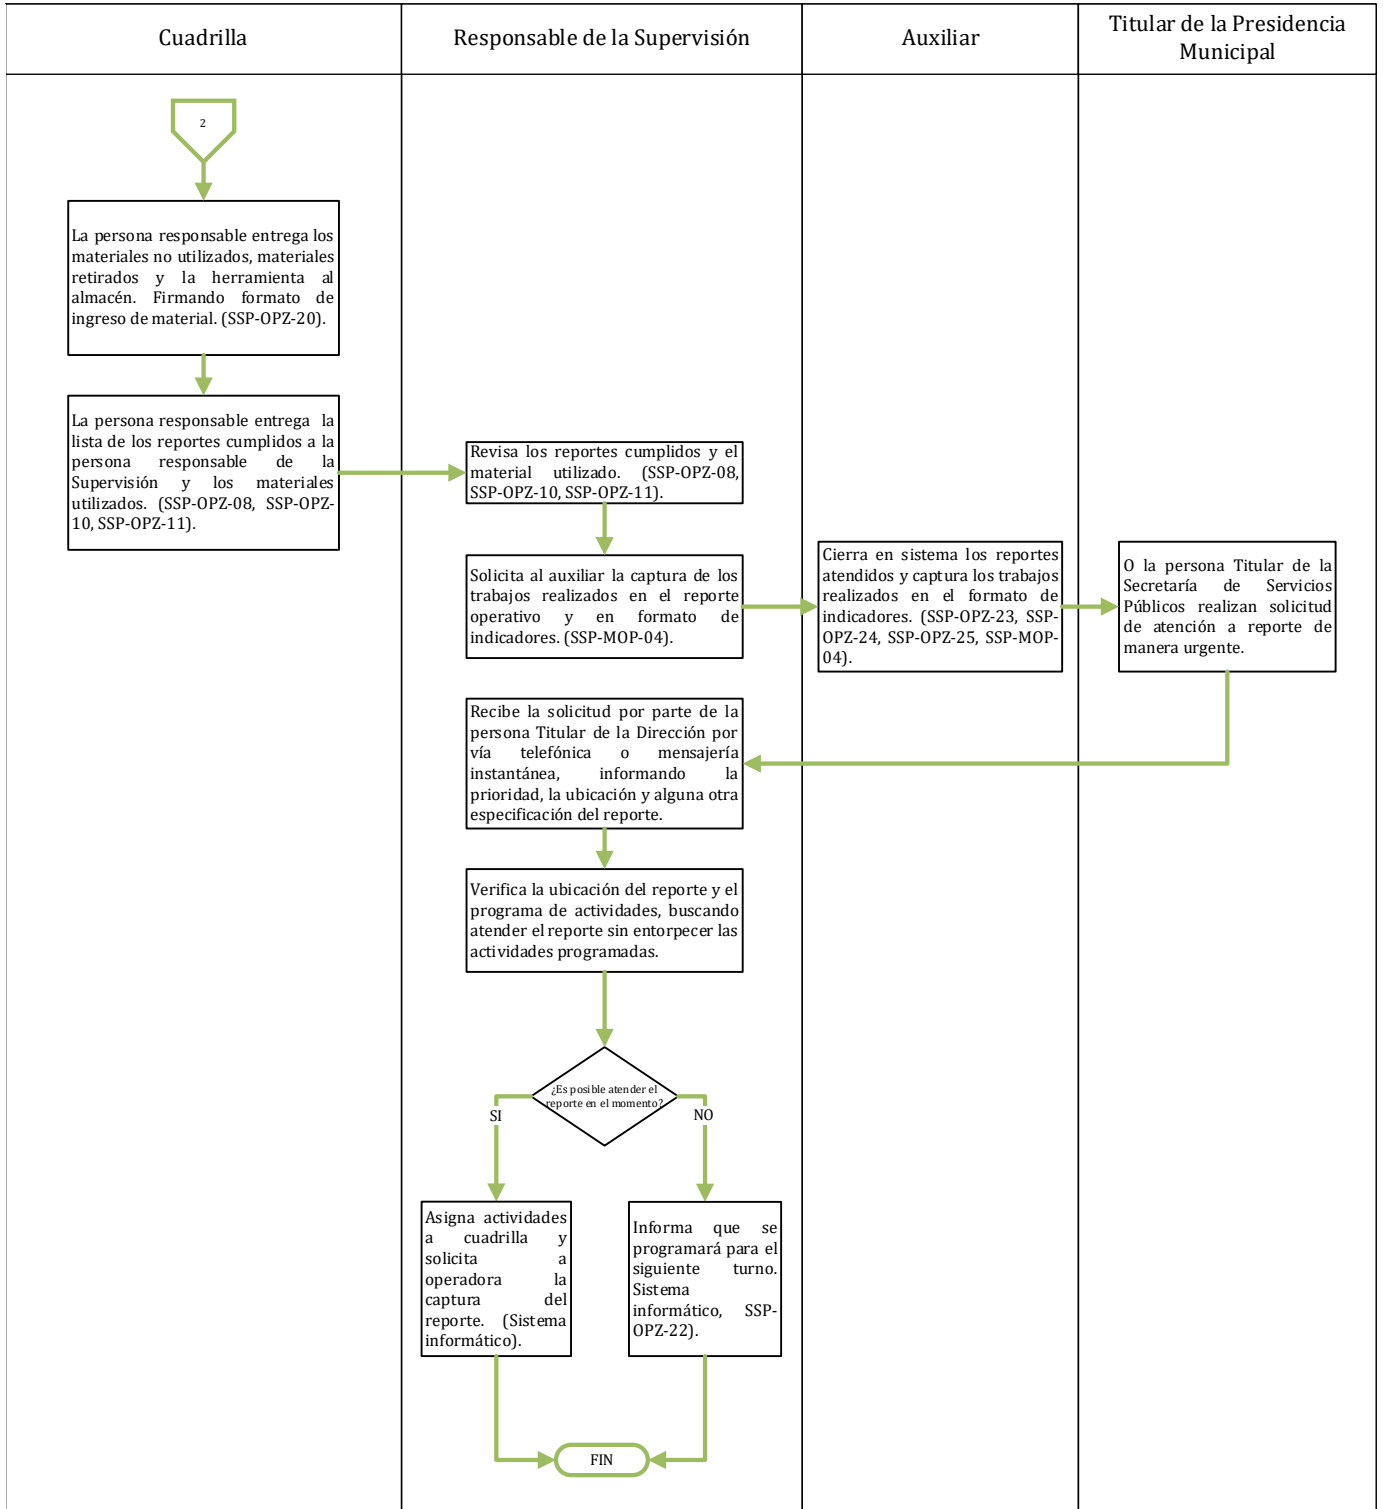 Cuadrilla
Responsable de la Supervisión
Auxiliar
Titular de la Presidencia
Municipal
2
La persona responsable entrega los
materiales no utilizados, materiales
retirados y la herramienta al
almacén. Firmando formato de
ingreso de material. (SSP-OPZ-20).
La persona responsable entrega la
lista de los reportes cumplidos a la
persona responsable de la
Supervisión y los materiales
utilizados. (SSP-OPZ-08, SSP-OPZ-
10, SSP-OPZ-11).
Revisa los reportes cumplidos y el
material utilizado. (SSP-OPZ-08,
SSP-OPZ-10, SSP-OPZ-11).
Solicita al auxiliar la captura de los
trabajos realizados en el reporte
operativo y en formato de
indicadores. (SSP-MOP-04).
Cierra en sistema los reportes
atendidos y captura los trabajos
realizados en el formato de
indicadores. (SSP-OPZ-23, SSP-
OPZ-24, SSP-OPZ-25, SSP-MOP-
04).
O la persona Titular de la
Secretaría de Servicios
Públicos realizan solicitud
de atención a reporte de
manera urgente.
Recibe la solicitud por parte de la
persona Titular de la Dirección por
vía telefónica o mensajería
instantánea, informando la
prioridad, la ubicación y alguna otra
especificación del reporte.
Verifica la ubicación del reporte y el
programa de actividades, buscando
atender el reporte sin entorpecer las
actividades programadas.
¿Es posible atender el
reporte en el momento?
SI
NO
Asigna actividades
a cuadrilla y
solicita a
operadora la
captura del
reporte. (Sistema
informático).
Informa que se
programará para el
siguiente turno.
Sistema
informático, SSP-
OPZ-22).
FIN